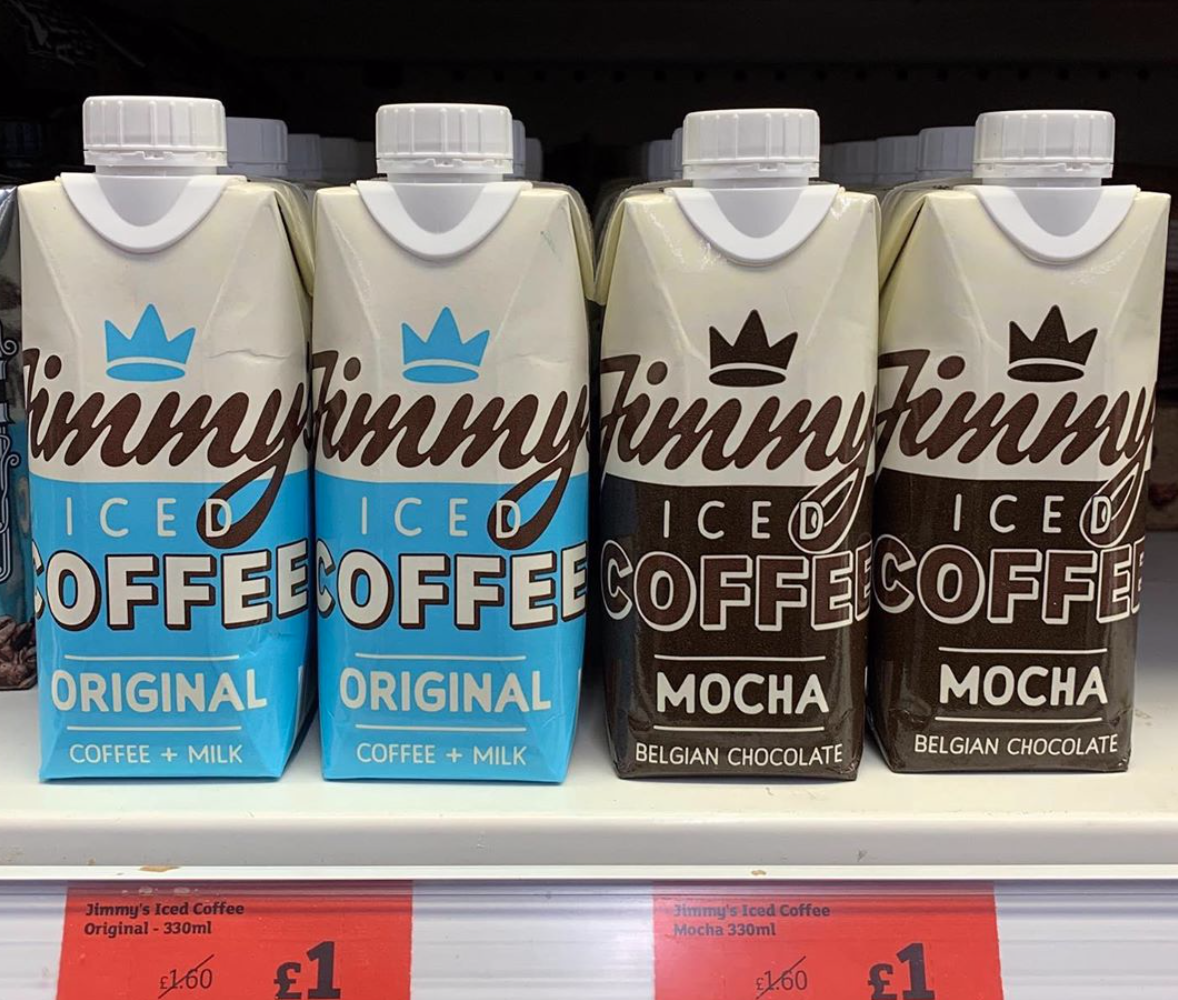 Jimmy's
ICED
COFFEE
ORIGINAL
COFFEE + MILK
Jimmy's
ICED
COFFEE
ORIGINAL
COFFEE + MILK
Jimmy
ICED
COFFEE
MOCHA
BELGIAN CHOCOLATE
Jimmy
ICED
COFFEE
MOCHA
BELGIAN CHOCOLATE
Jimmy's Iced Coffee
Original - 330ml
£1.60 £1
Jimmy's Iced Coffee
Mocha 330ml
£1.60 £1